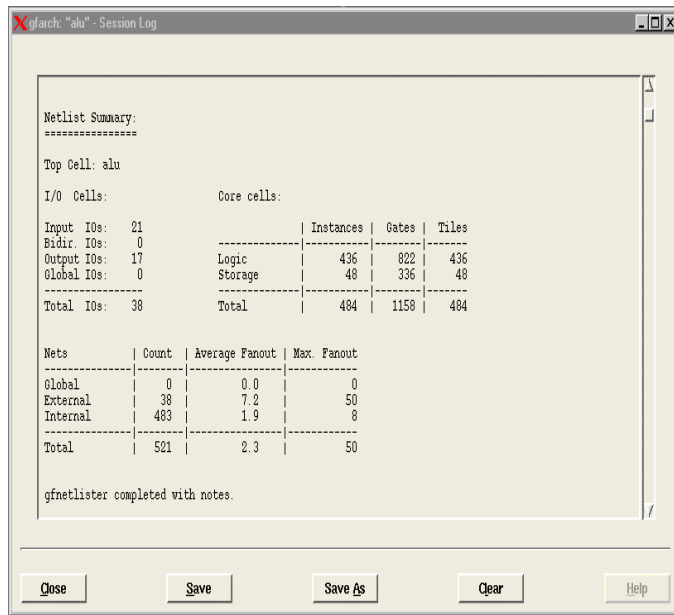 gfarch: "alu" - Session Log
Netlist Summary:
================
Top Cell: alu
I/O Cells:                Core cells:
Input IOs:   21                     | Instances | Gates | Tiles
Bidir. IOs:   0           --------------|-----------|--------|-------
Output IOs:  17           Logic     |    436 |   822 |   436
Global IOs:   0           Storage   |     48 |   336 |    48
-----------------         --------------|-----------|--------|-------
Total IOs:   38           Total     |    484 |  1158 |   484
Nets           | Count  | Average Fanout | Max. Fanout
---------------|--------|----------------|------------
Global         |     0  |      0.0       |          0
External       |    38  |      7.2       |         50
Internal       |   483  |      1.9       |          8
---------------|--------|----------------|------------
Total          |   521  |      2.3       |         50
gfnetlister completed with notes.
Close Save Save As Clear Help